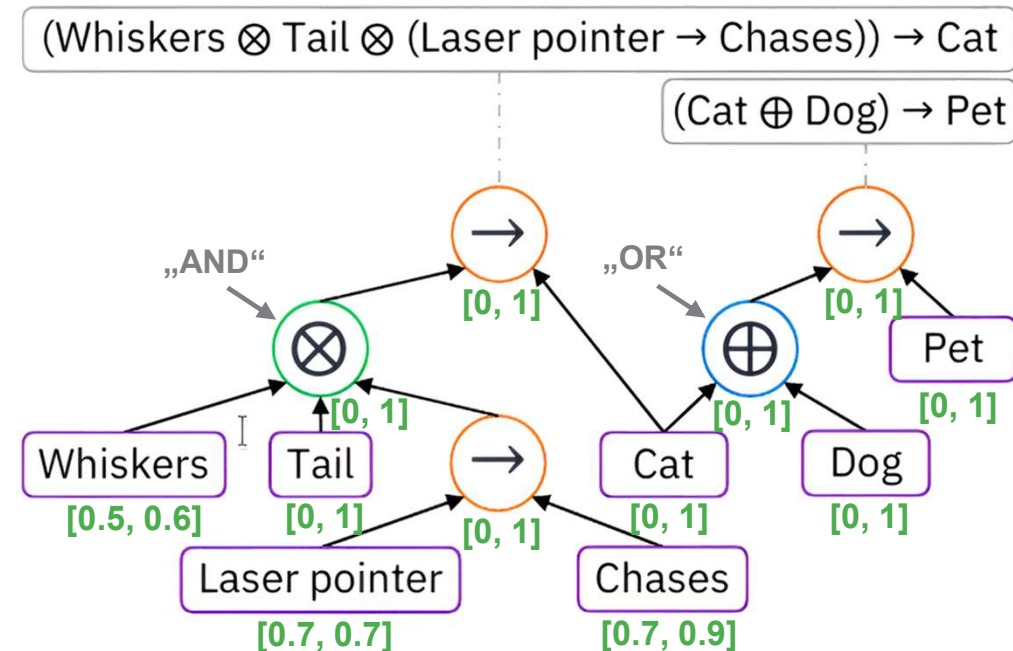 (Whiskers ⊗ Tail ⊗ (Laser pointer → Chases)) → Cat
(Cat ⊕ Dog) → Pet
→
→
„AND“
„OR“
[0, 1]
[0, 1]
⊗
⊕
Pet
[0, 1]
[0, 1]
[0, 1]
Whiskers
Tail
→
Cat
Dog
[0.5, 0.6]
[0, 1]
[0, 1]
[0, 1]
[0, 1]
Laser pointer
Chases
[0.7, 0.7]
[0.7, 0.9]